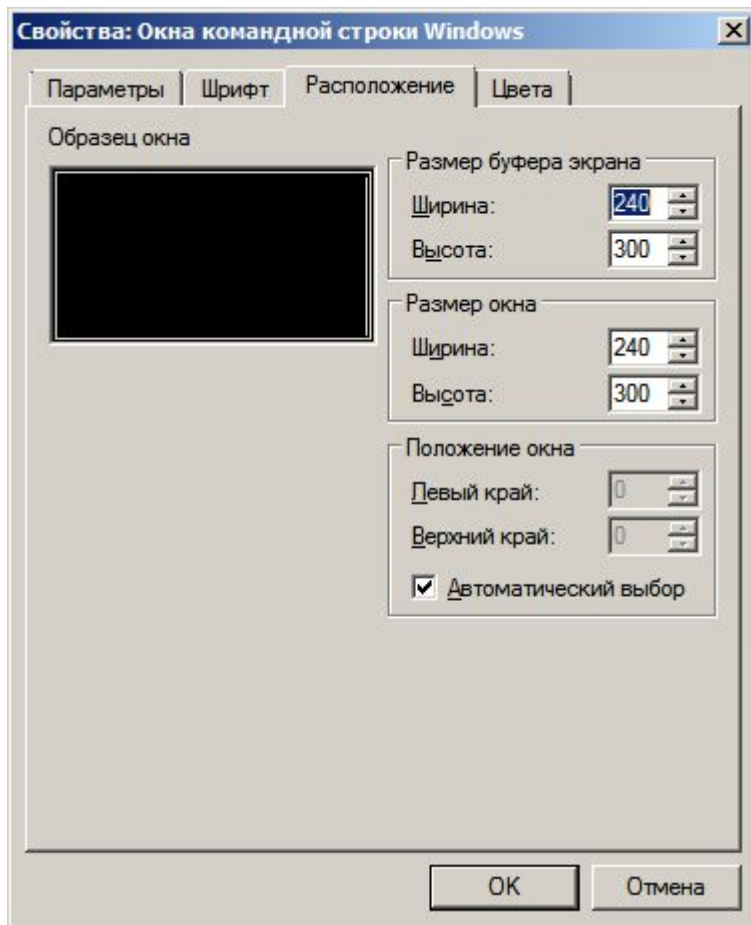 Свойства: Окна командной строки Windows
Параметры Шрифт Расположение Цвета
Образец окна
Размер буфера экрана
Ширина: 240
Высота: 300
Размер окна
Ширина: 240
Высота: 300
Положение окна
Левый край: 0
Верхний край: 0
Автоматический выбор
OK Отмена